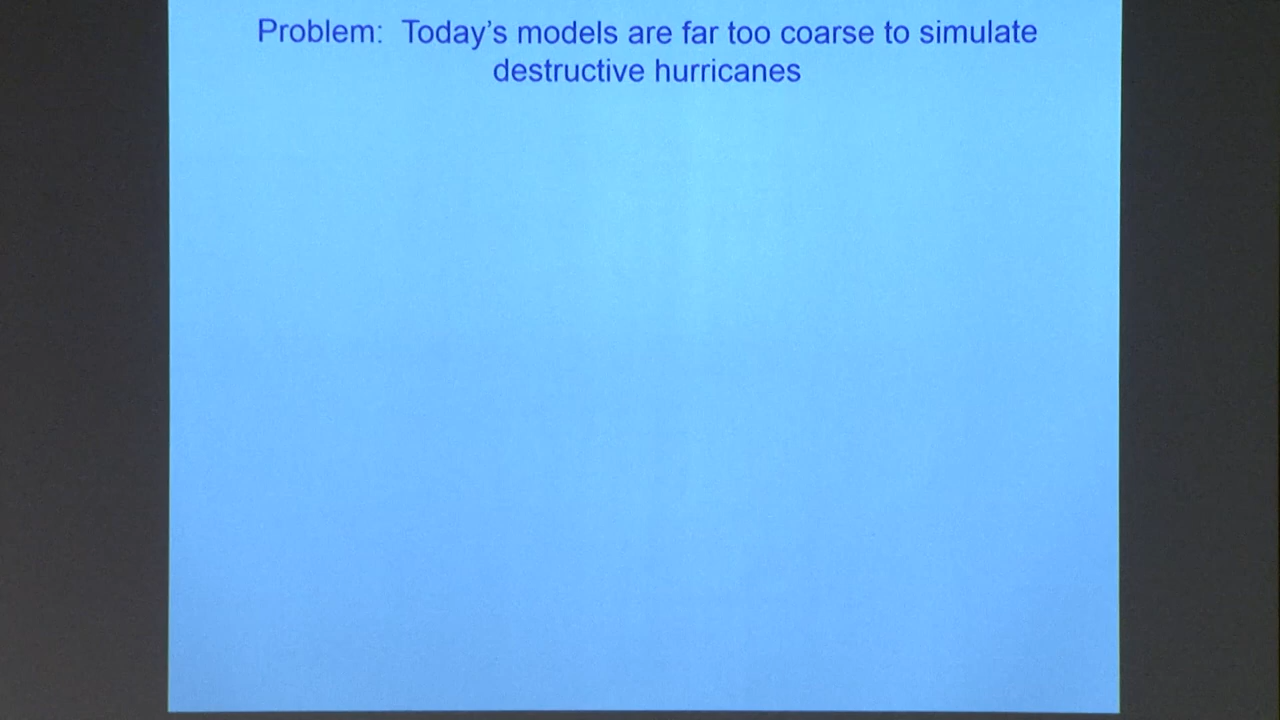 Problem: Today's models are far too coarse to simulate
destructive hurricanes